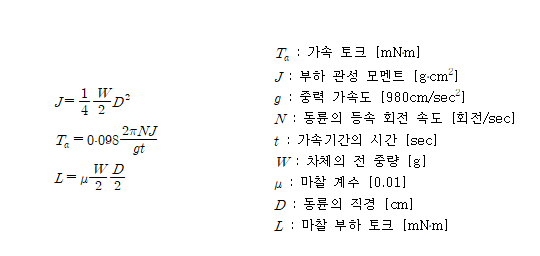 J = 1/4 W/2 D²
Tₐ = 0·098 2πNJ/gt
L = μ W/2 D/2
Tₐ : 가속 토크 [mN·m]
J : 부하 관성 모멘트 [g·cm²]
g : 중력 가속도 [980cm/sec²]
N : 동륜의 등속 회전 속도 [회전/sec]
t : 가속기간의 시간 [sec]
W : 차체의 전 중량 [g]
μ : 마찰 계수 [0.01]
D : 동륜의 직경 [cm]
L : 마찰 부하 토크 [mN·m]